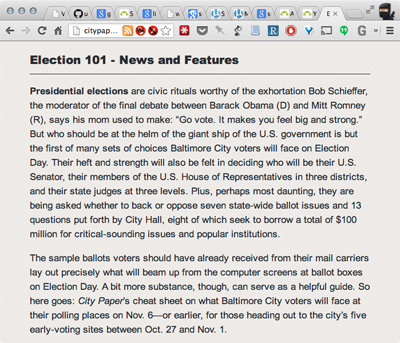 citypap
Election 101 - News and Features
Presidential elections are civic rituals worthy of the exhortation Bob Schieffer,
the moderator of the final debate between Barack Obama (D) and Mitt Romney
(R), says his mom used to make: “Go vote. It makes you feel big and strong.”
But who should be at the helm of the giant ship of the U.S. government is but
the first of many sets of choices Baltimore City voters will face on Election
Day. Their heft and strength will also be felt in deciding who will be their U.S.
Senator, their members of the U.S. House of Representatives in three districts,
and their state judges at three levels. Plus, perhaps most daunting, they are
being asked whether to back or oppose seven state-wide ballot issues and 13
questions put forth by City Hall, eight of which seek to borrow a total of $100
million for critical-sounding issues and popular institutions.
The sample ballots voters should have already received from their mail carriers
lay out precisely what will beam up from the computer screens at ballot boxes
on Election Day. A bit more substance, though, can serve as a helpful guide. So
here goes: City Paper's cheat sheet on what Baltimore City voters will face at
their polling places on Nov. 6—or earlier, for those heading out to the city’s five
early-voting sites between Oct. 27 and Nov. 1.